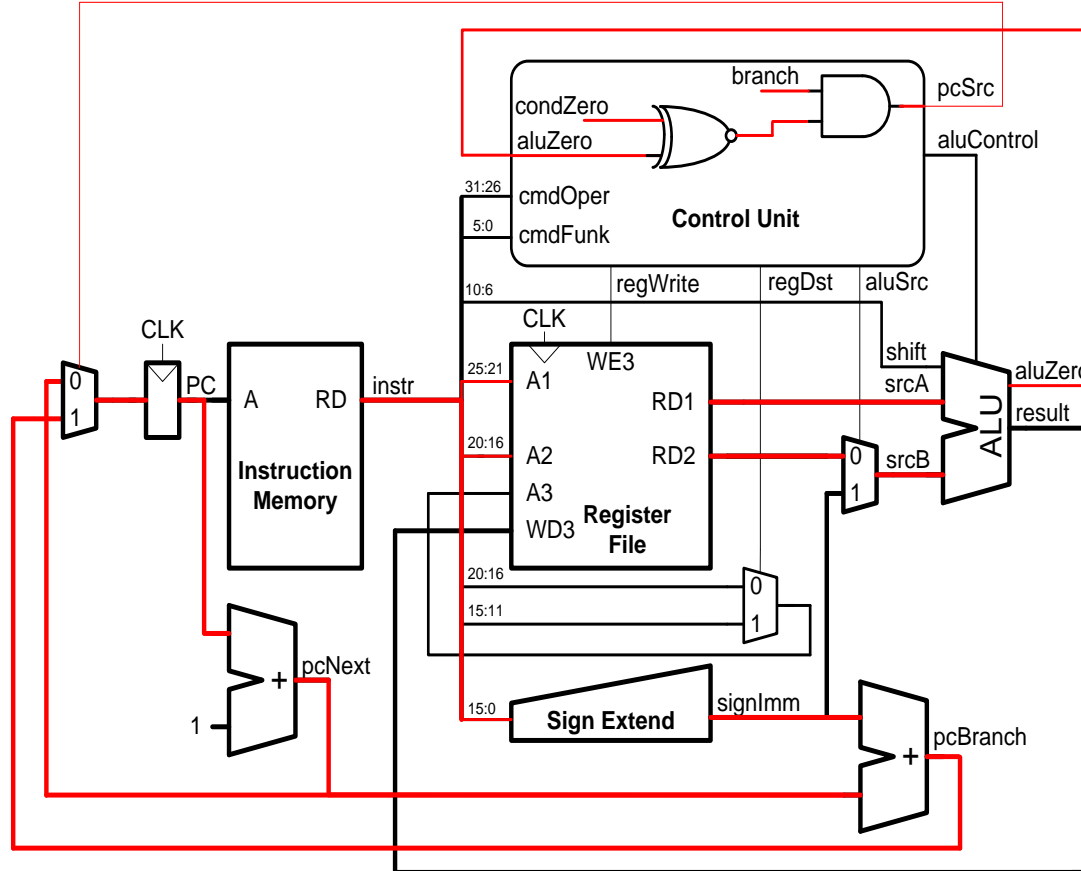 branch
pcSrc
condZero
aluZero
aluControl
31:26
cmdOper
5:0
cmdFunk
Control Unit
regWrite
regDst
aluSrc
10:6
CLK
CLK
WE3
shift
0
1
PC
A
RD
instr
25:21
A1
RD1
srcA
aluZero
result
ALU
20:16
A2
RD2
0
srcB
1
Instruction
Memory
A3
WD3
Register
File
20:16
0
15:11
1
pcNext
+
1
15:0
Sign Extend
signImm
pcBranch
+